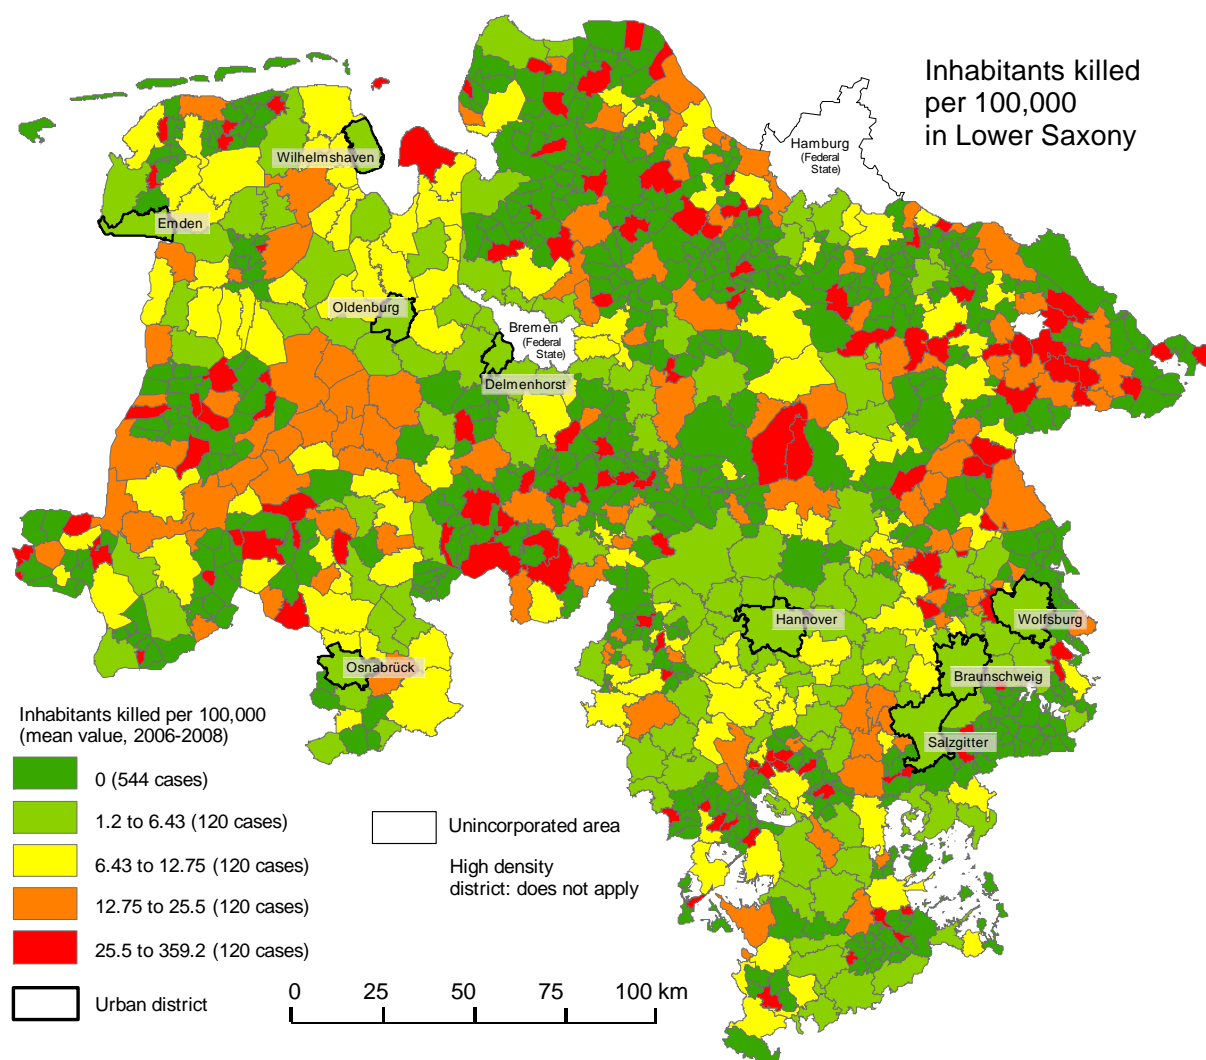 Inhabitants killed
per 100,000
in Lower Saxony
Hamburg
(Federal
State)
Wilhelmshaven
Emden
Oldenburg
Bremen
(Federal
State)
Delmenhorst
Hannover
Wolfsburg
Osnabrück
Braunschweig
Salzgitter
Inhabitants killed per 100,000
(mean value, 2006-2008)
0 (544 cases)
1.2 to 6.43 (120 cases)
6.43 to 12.75 (120 cases)
12.75 to 25.5 (120 cases)
25.5 to 359.2 (120 cases)
Urban district
Unincorporated area
High density
district: does not apply
0 25 50 75 100 km